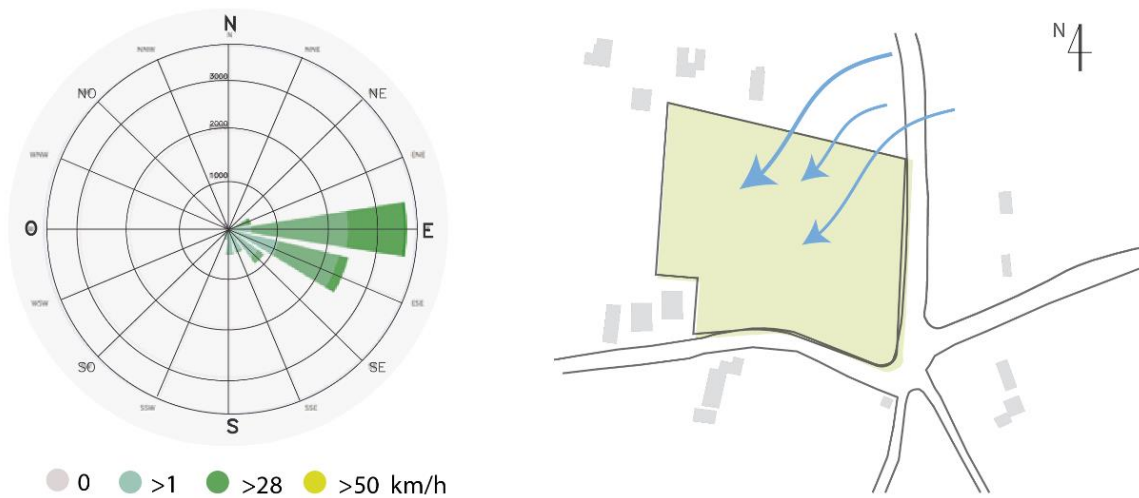 N
N
NNW
NNE
NO
NE
3000
2000
WNW
ENE
1000
O
E
WSW
ESE
SO
SE
SSW
SSE
S
0 >1 >28 >50 km/h
N